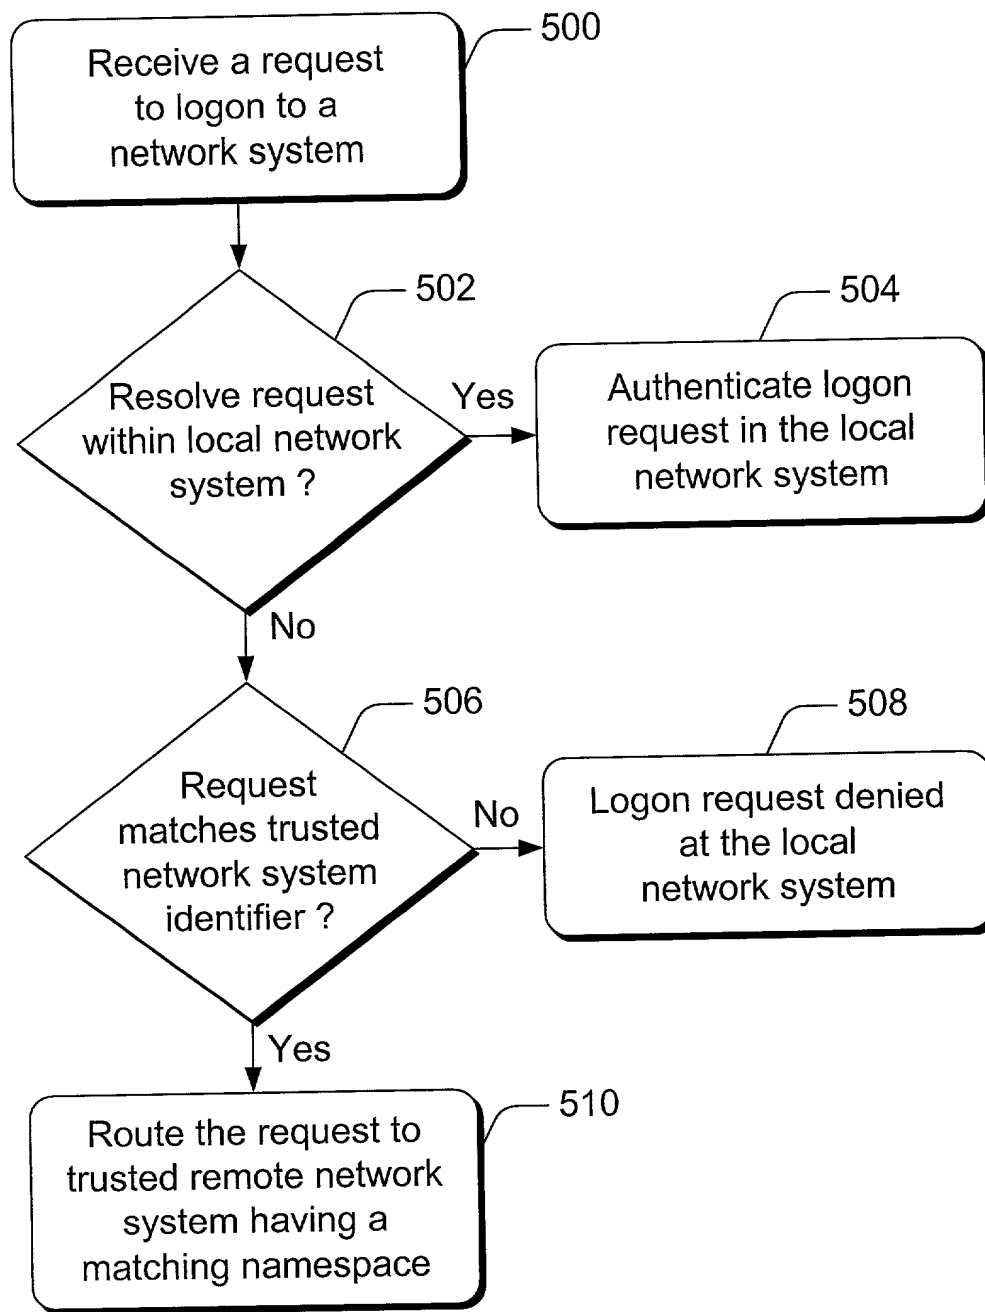 500
Receive a request
to logon to a
network system
502
Resolve request
within local network
system ?
Yes
504
Authenticate logon
request in the local
network system
No
506
Request
matches trusted
network system
identifier ?
No
508
Logon request denied
at the local
network system
Yes
510
Route the request to
trusted remote network
system having a
matching namespace